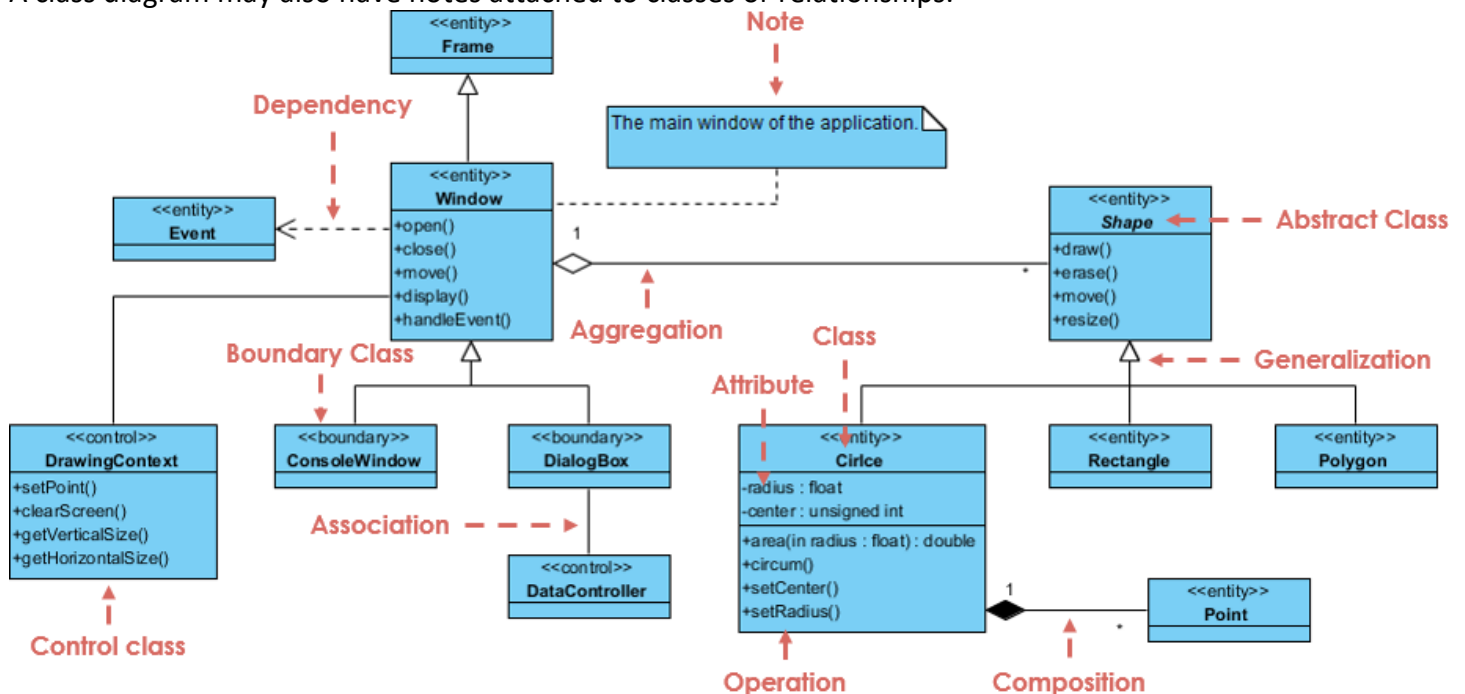 A class diagram may also have notes attached to classes or relationships.
<<entity>>
Frame
Note
Dependency
The main window of the application.
<<entity>>
Window
+open()
+close()
+move()
+display()
+handleEvent()
<<entity>>
Event
1
*
Aggregation
<<entity>>
Shape
+draw()
+erase()
+move()
+resize()
Abstract Class
Generalization
Boundary Class
Class
Attribute
<<control>>
DrawingContext
+setPoint()
+clearScreen()
+getVerticalSize()
+getHorizontalSize()
Control class
<<boundary>>
ConsoleWindow
<<boundary>>
DialogBox
Association
<<control>>
DataController
<<entity>>
Cirlce
-radius : float
-center : unsigned int
+area(in radius : float) : double
+circum()
+setCenter()
+setRadius()
Operation
<<entity>>
Rectangle
<<entity>>
Polygon
1
*
<<entity>>
Point
Composition